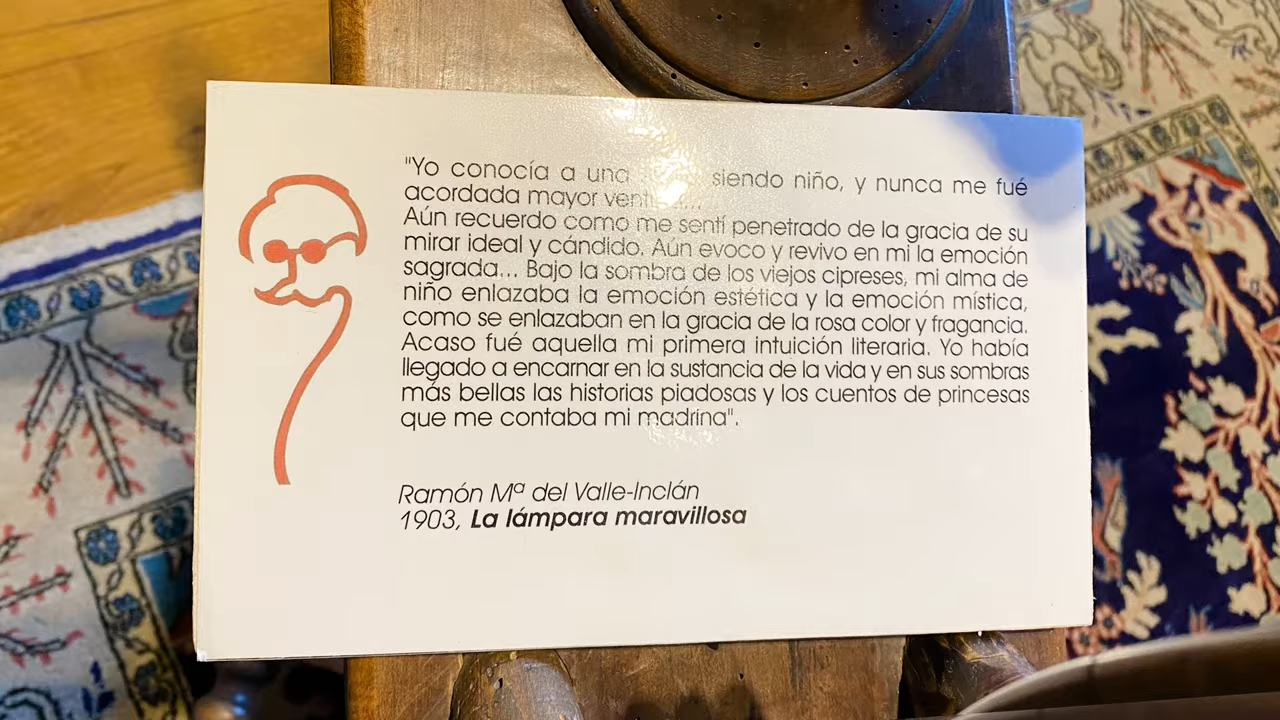 "Yo conocía a una siendo niño, y nunca me fué
acordada mayor
Aún recuerdo como me sentí penetrado de la gracia de su
mirar ideal y cándido. Aún evoco y revivo en mi la emoción
sagrada... Bajo la sombra de los viejos cipreses, mi alma de
niño enlazaba la emoción estética y la emoción mística,
como se enlazaban en la gracia de la rosa color y fragancia.
Acaso fué aquella mi primera intuición literaria. Yo había
llegado a encarnar en la sustancia de la vida y en sus sombras
más bellas las historias piadosas y los cuentos de princesas
que me contaba mi madrina".
Ramón Mª del Valle-Inclán
1903, La lámpara maravillosa